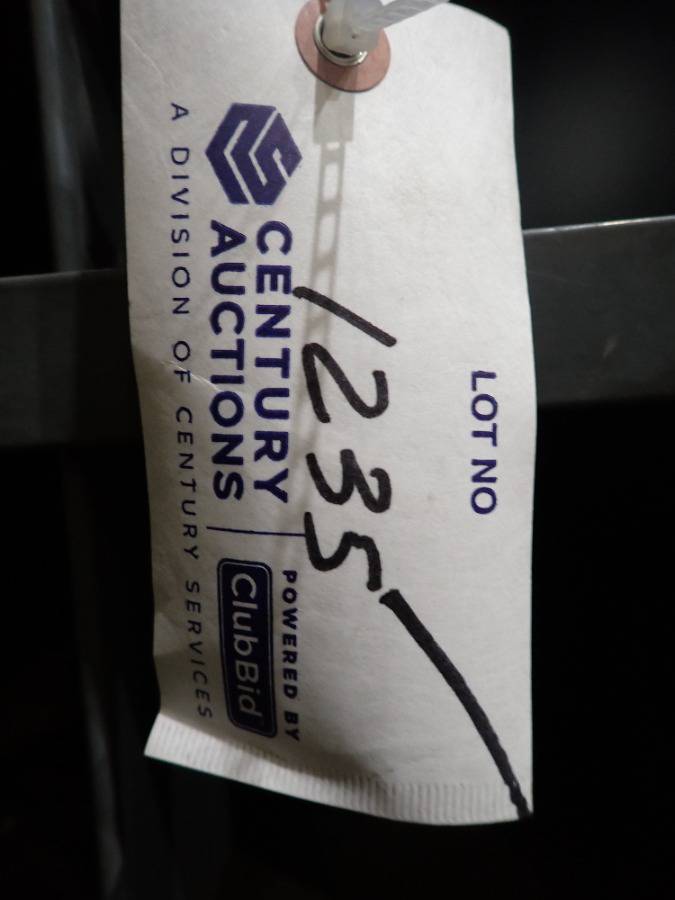 LOT NO
1235
CENTURY
AUCTIONS
POWERED BY
ClubBid
A DIVISION OF CENTURY SERVICES